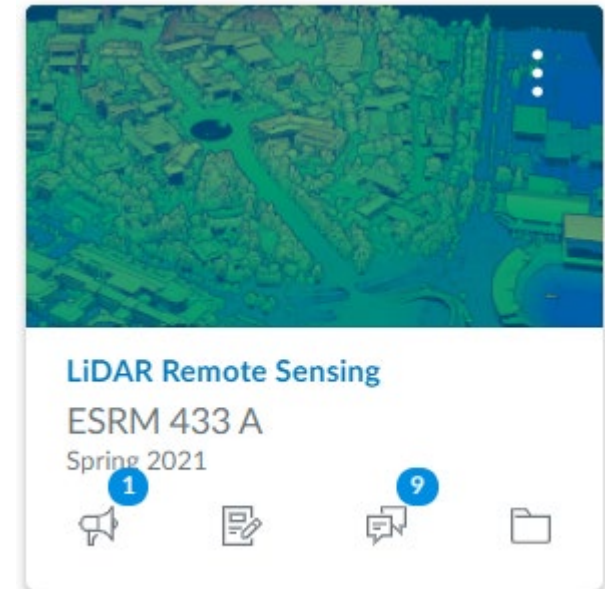 LiDAR Remote Sensing
ESRM 433 A
Spring 2021
1
9